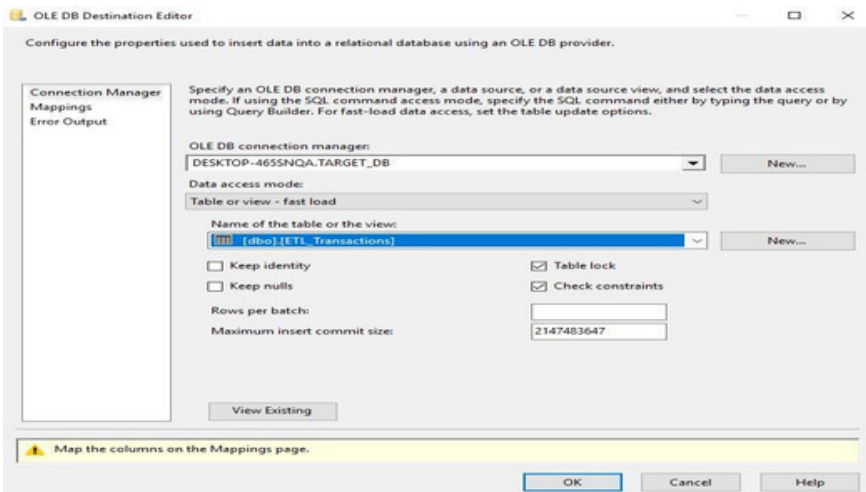 OLE DB Destination Editor
Configure the properties used to insert data into a relational database using an OLE DB provider.
Connection Manager
Mappings
Error Output
Specify an OLE DB connection manager, a data source, or a data source view, and select the data access
mode. If using the SQL command access mode, specify the SQL command either by typing the query or by
using Query Builder. For fast-load data access, set the table update options.
OLE DB connection manager:
DESKTOP-465SNQA.TARGET_DB
New...
Data access mode:
Table or view - fast load
Name of the table or the view:
[dbo].[ETL_Transactions]
New...
Keep identity
Table lock
Keep nulls
Check constraints
Rows per batch:
Maximum insert commit size:
2147483647
View Existing
Map the columns on the Mappings page.
OK
Cancel
Help